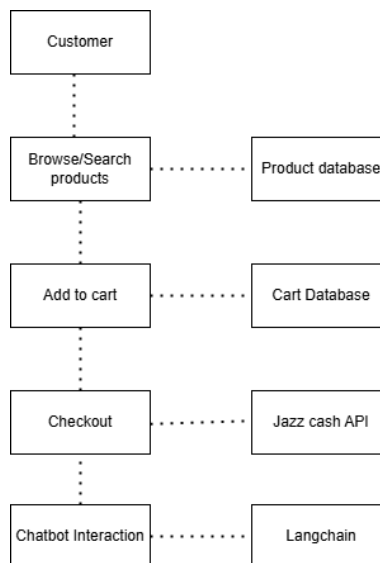 Customer
Browse/Search
products
Product database
Add to cart
Cart Database
Checkout
Jazz cash API
Chatbot Interaction
Langchain